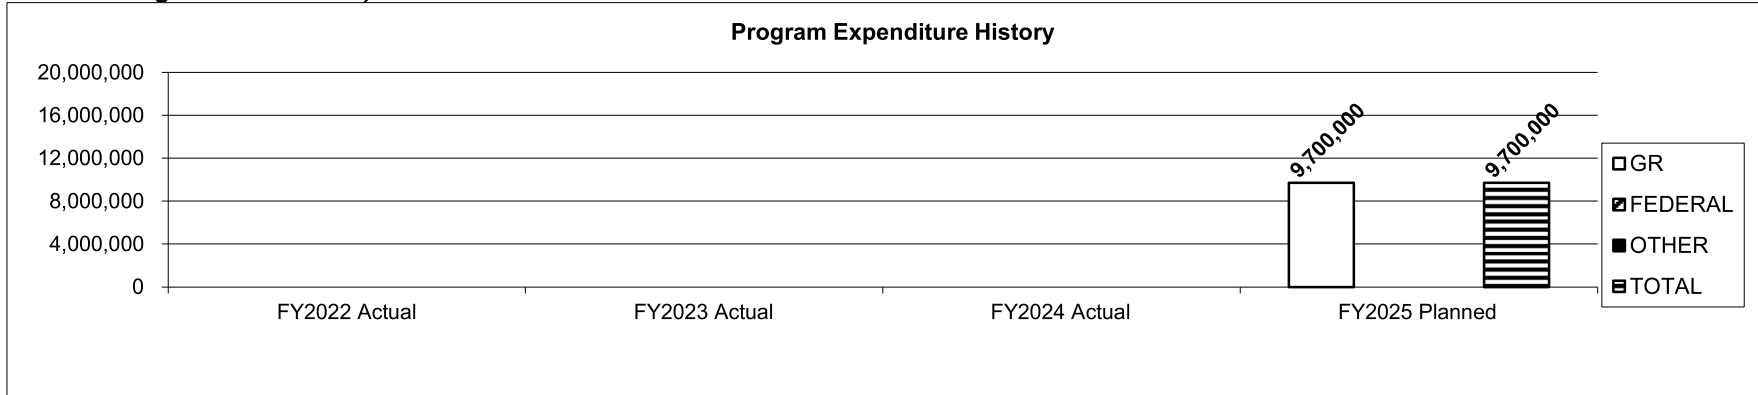 Program Expenditure History
20,000,000
16,000,000
12,000,000
8,000,000
4,000,000
0
9,700,000
9,700,000
FY2022 Actual
FY2023 Actual
FY2024 Actual
FY2025 Planned
GR
FEDERAL
OTHER
TOTAL